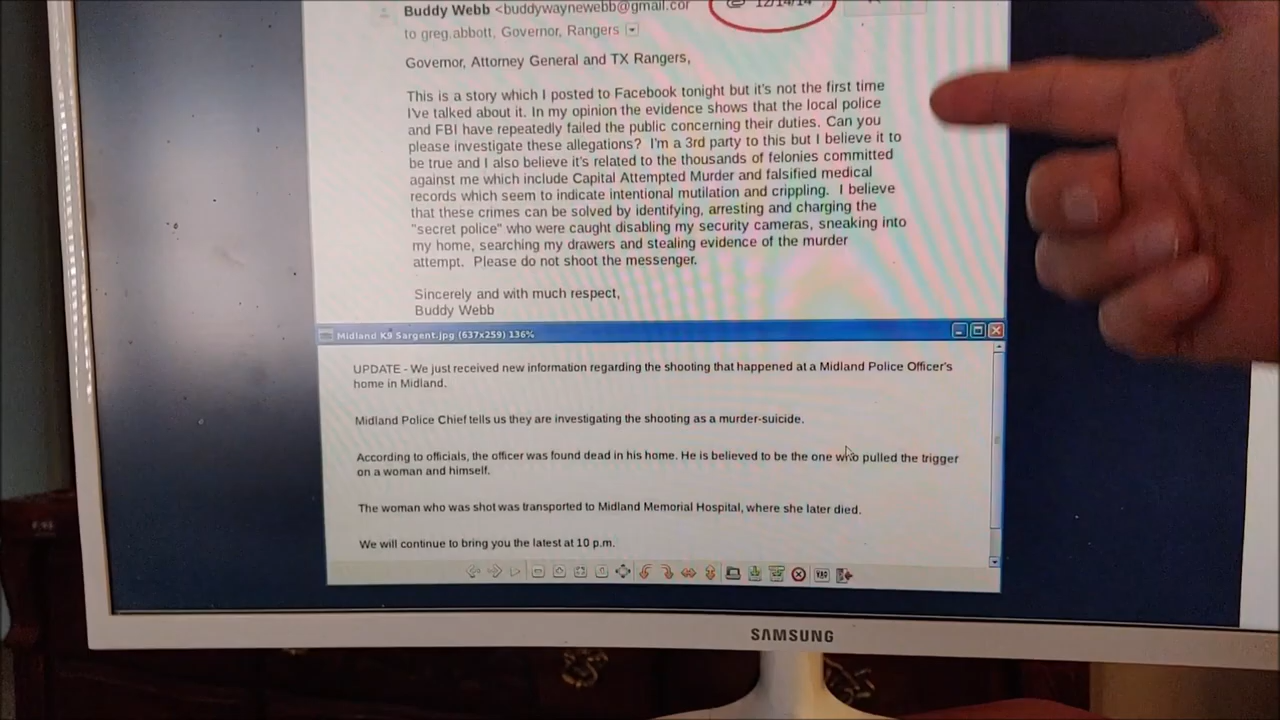 Buddy Webb <buddywaynewebb@gmail.cor
12/14/14
to greg.abbott, Governor, Rangers
Governor, Attorney General and TX Rangers,
This is a story which I posted to Facebook tonight but it's not the first time
I've talked about it. In my opinion the evidence shows that the local police
and FBI have repeatedly failed the public concerning their duties. Can you
please investigate these allegations? I'm a 3rd party to this but I believe it to
be true and I also believe it's related to the thousands of felonies committed
against me which include Capital Attempted Murder and falsified medical
records which seem to indicate intentional mutilation and crippling. I believe
that these crimes can be solved by identifying, arresting and charging the
"secret police" who were caught disabling my security cameras, sneaking into
my home, searching my drawers and stealing evidence of the murder
attempt. Please do not shoot the messenger.
Sincerely and with much respect,
Buddy Webb
Midland K9 Sargent.jpg (637x259) 136%
UPDATE - We just received new information regarding the shooting that happened at a Midland Police Officer's
home in Midland.
Midland Police Chief tells us they are investigating the shooting as a murder-suicide.
According to officials, the officer was found dead in his home. He is believed to be the one who pulled the trigger
on a woman and himself.
The woman who was shot was transported to Midland Memorial Hospital, where she later died.
We will continue to bring you the latest at 10 p.m.
SAMSUNG